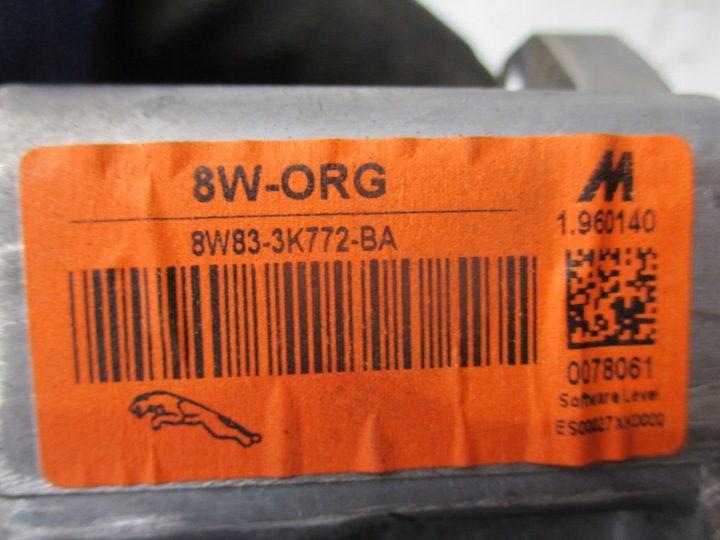 8W-ORG
8W83-3K772-BA
M
1.960140
0078061
Software Level